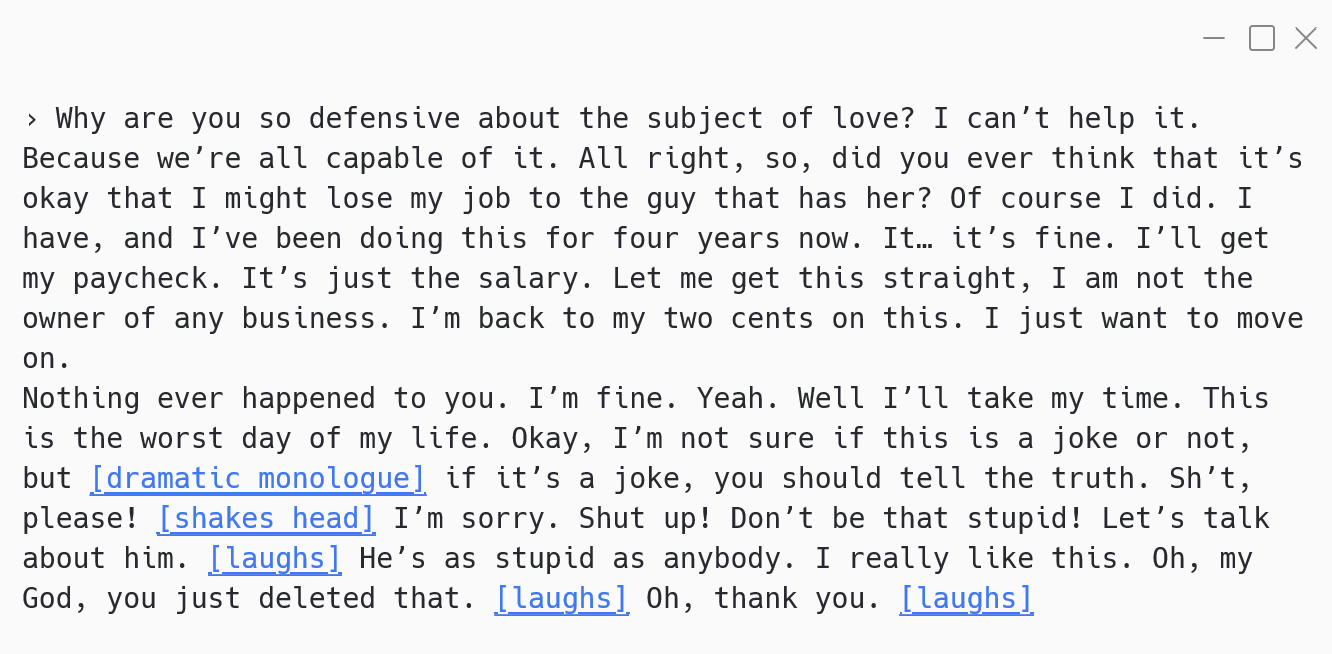 › Why are you so defensive about the subject of love? I can’t help it.
Because we’re all capable of it. All right, so, did you ever think that it’s
okay that I might lose my job to the guy that has her? Of course I did. I
have, and I’ve been doing this for four years now. It… it’s fine. I’ll get
my paycheck. It’s just the salary. Let me get this straight, I am not the
owner of any business. I’m back to my two cents on this. I just want to move
on.
Nothing ever happened to you. I’m fine. Yeah. Well I’ll take my time. This
is the worst day of my life. Okay, I’m not sure if this is a joke or not,
but [dramatic monologue] if it’s a joke, you should tell the truth. Sh’t,
please! [shakes head] I’m sorry. Shut up! Don’t be that stupid! Let’s talk
about him. [laughs] He’s as stupid as anybody. I really like this. Oh, my
God, you just deleted that. [laughs] Oh, thank you. [laughs]